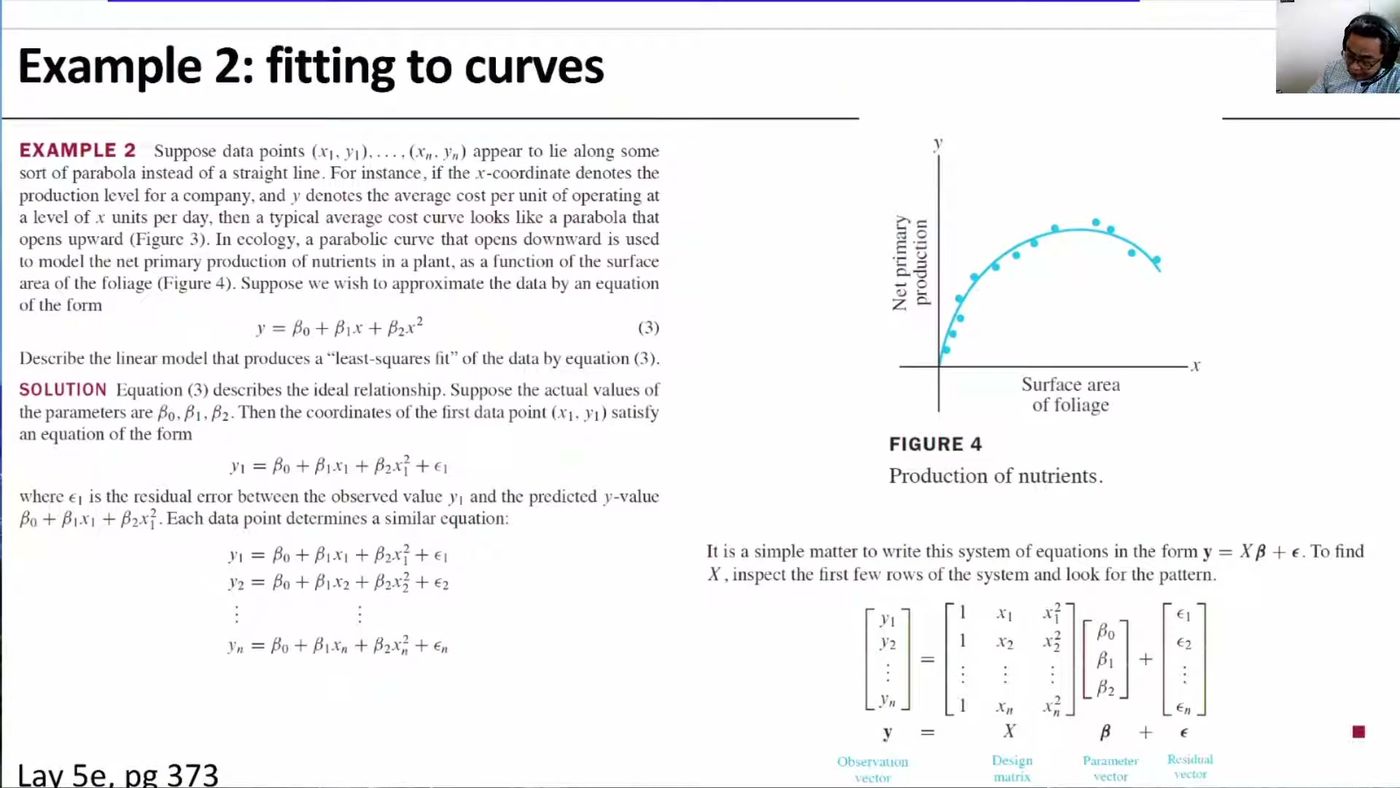 Example 2: fitting to curves
EXAMPLE 2 Suppose data points (x₁, y₁), . . . , (xₙ, yₙ) appear to lie along some
sort of parabola instead of a straight line. For instance, if the x-coordinate denotes the
production level for a company, and y denotes the average cost per unit of operating at
a level of x units per day, then a typical average cost curve looks like a parabola that
opens upward (Figure 3). In ecology, a parabolic curve that opens downward is used
to model the net primary production of nutrients in a plant, as a function of the surface
area of the foliage (Figure 4). Suppose we wish to approximate the data by an equation
of the form
y = β₀ + β₁x + β₂x² (3)
Describe the linear model that produces a “least-squares fit” of the data by equation (3).
SOLUTION Equation (3) describes the ideal relationship. Suppose the actual values of
the parameters are β₀, β₁, β₂. Then the coordinates of the first data point (x₁, y₁) satisfy
an equation of the form
y₁ = β₀ + β₁x₁ + β₂x₁² + ϵ₁
where ϵ₁ is the residual error between the observed value y₁ and the predicted y-value
β₀ + β₁x₁ + β₂x₁². Each data point determines a similar equation:
y₁ = β₀ + β₁x₁ + β₂x₁² + ϵ₁
y₂ = β₀ + β₁x₂ + β₂x₂² + ϵ₂
⋮ ⋮
yₙ = β₀ + β₁xₙ + β₂xₙ² + ϵₙ
Lay 5e, pg 373
y
Net primary
production
x
Surface area
of foliage
FIGURE 4
Production of nutrients.
It is a simple matter to write this system of equations in the form y = Xβ + ϵ. To find
X, inspect the first few rows of the system and look for the pattern.
y₁ 1 x₁ x₁² ϵ₁
β₀
y₂ 1 x₂ x₂² ϵ₂
= β₁ +
⋮ ⋮ ⋮ ⋮ ⋮
β₂
yₙ 1 xₙ xₙ² ϵₙ
y = X β + ϵ
Observation Design Parameter Residual
vector matrix vector vector